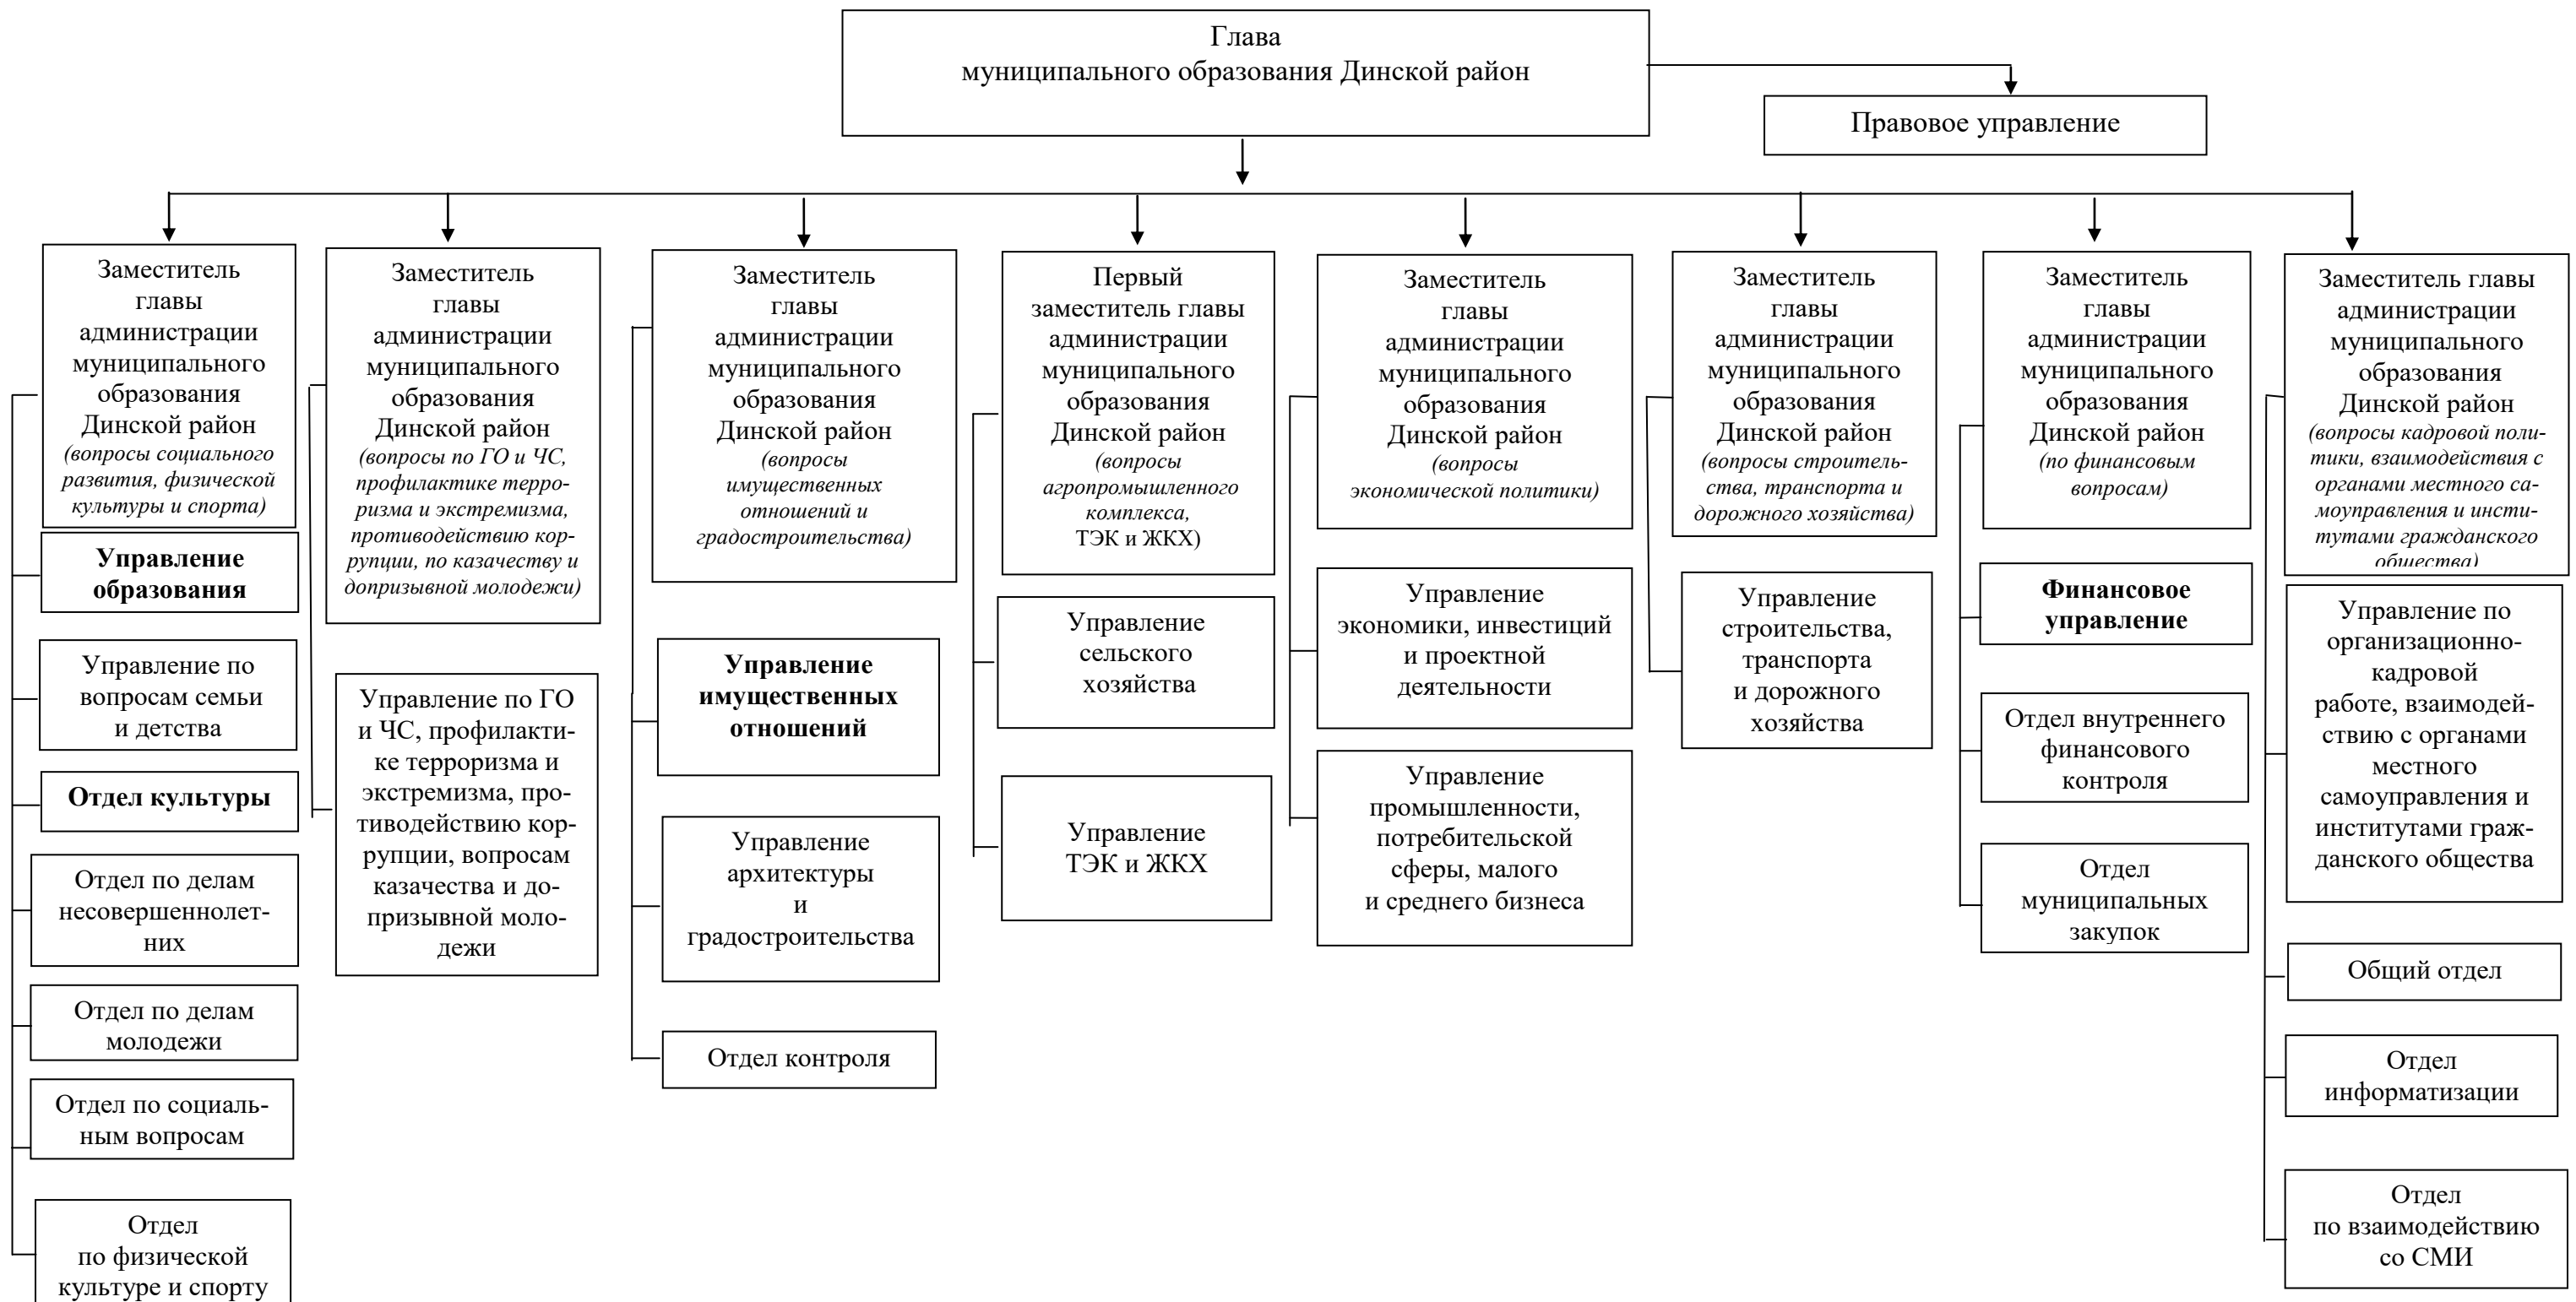 Глава
муниципального образования Динской район
Правовое управление
Заместитель
главы
администрации
муниципального
образования
Динской район
(вопросы социального
развития, физической
культуры и спорта)
Управление
образования
Управление по
вопросам семьи
и детства
Отдел культуры
Отдел по делам
несовершеннолет-
них
Отдел по делам
молодежи
Отдел по социаль-
ным вопросам
Отдел
по физической
культуре и спорту
Заместитель
главы
администрации
муниципального
образования
Динской район
(вопросы по ГО и ЧС,
профилактике терро-
ризма и экстремизма,
противодействию кор-
рупции, по казачеству и
допризывной молодежи)
Управление по ГО
и ЧС, профилакти-
ке терроризма и
экстремизма, про-
тиводействию кор-
рупции, вопросам
казачества и до-
призывной моло-
дежи
Заместитель
главы
администрации
муниципального
образования
Динской район
(вопросы
имущественных
отношений и
градостроительства)
Управление
имущественных
отношений
Управление
архитектуры
и
градостроительства
Отдел контроля
Первый
заместитель главы
администрации
муниципального
образования
Динской район
(вопросы
агропромышленного
комплекса,
ТЭК и ЖКХ)
Управление
сельского
хозяйства
Управление
ТЭК и ЖКХ
Заместитель
главы
администрации
муниципального
образования
Динской район
(вопросы
экономической политики)
Управление
экономики, инвестиций
и проектной
деятельности
Управление
промышленности,
потребительской
сферы, малого
и среднего бизнеса
Заместитель
главы
администрации
муниципального
образования
Динской район
(вопросы строитель-
ства, транспорта и
дорожного хозяйства)
Управление
строительства,
транспорта
и дорожного
хозяйства
Заместитель
главы
администрации
муниципального
образования
Динской район
(по финансовым
вопросам)
Финансовое
управление
Отдел внутреннего
финансового
контроля
Отдел
муниципальных
закупок
Заместитель главы
администрации
муниципального
образования
Динской район
(вопросы кадровой поли-
тики, взаимодействия с
органами местного са-
моуправления и инсти-
тутами гражданского
общества)
Управление по
организационно-
кадровой
работе, взаимодей-
ствию с органами
местного
самоуправления и
институтами граж-
данского общества
Общий отдел
Отдел
информатизации
Отдел
по взаимодействию
со СМИ